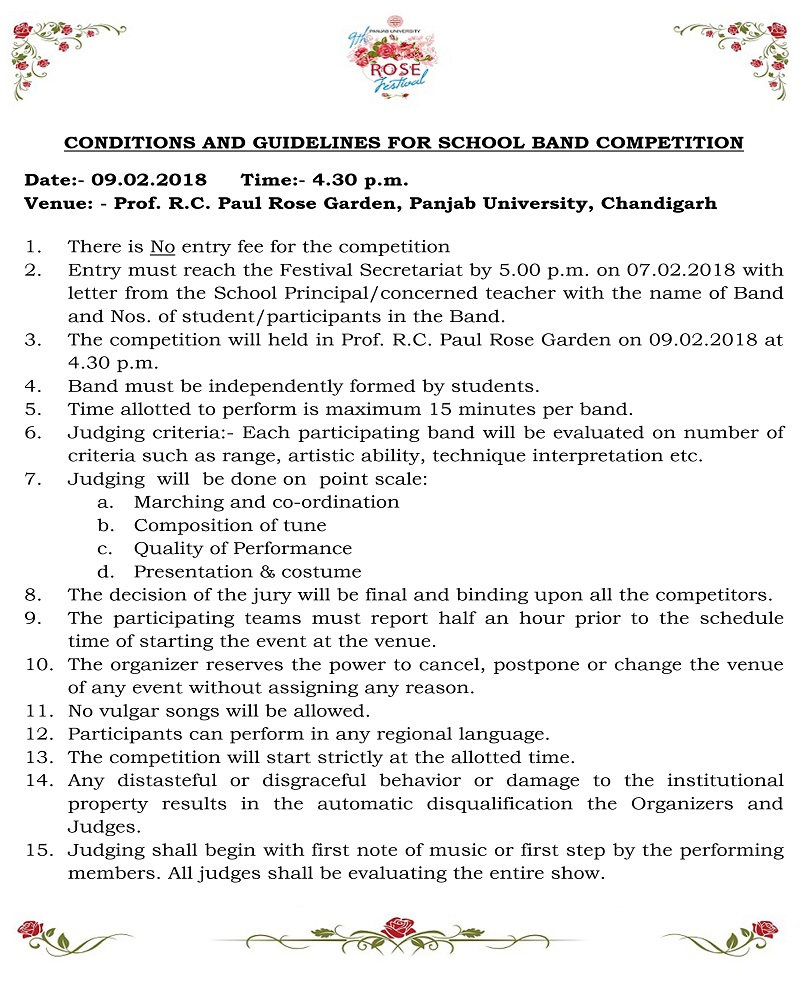 PANJAB UNIVERSITY
9th
ROSE
Festival
CONDITIONS AND GUIDELINES FOR SCHOOL BAND COMPETITION
Date:- 09.02.2018 Time:- 4.30 p.m.
Venue: - Prof. R.C. Paul Rose Garden, Panjab University, Chandigarh
1. There is No entry fee for the competition
2. Entry must reach the Festival Secretariat by 5.00 p.m. on 07.02.2018 with
letter from the School Principal/concerned teacher with the name of Band
and Nos. of student/participants in the Band.
3. The competition will held in Prof. R.C. Paul Rose Garden on 09.02.2018 at
4.30 p.m.
4. Band must be independently formed by students.
5. Time allotted to perform is maximum 15 minutes per band.
6. Judging criteria:- Each participating band will be evaluated on number of
criteria such as range, artistic ability, technique interpretation etc.
7. Judging will be done on point scale:
a. Marching and co-ordination
b. Composition of tune
c. Quality of Performance
d. Presentation & costume
8. The decision of the jury will be final and binding upon all the competitors.
9. The participating teams must report half an hour prior to the schedule
time of starting the event at the venue.
10. The organizer reserves the power to cancel, postpone or change the venue
of any event without assigning any reason.
11. No vulgar songs will be allowed.
12. Participants can perform in any regional language.
13. The competition will start strictly at the allotted time.
14. Any distasteful or disgraceful behavior or damage to the institutional
property results in the automatic disqualification the Organizers and
Judges.
15. Judging shall begin with first note of music or first step by the performing
members. All judges shall be evaluating the entire show.